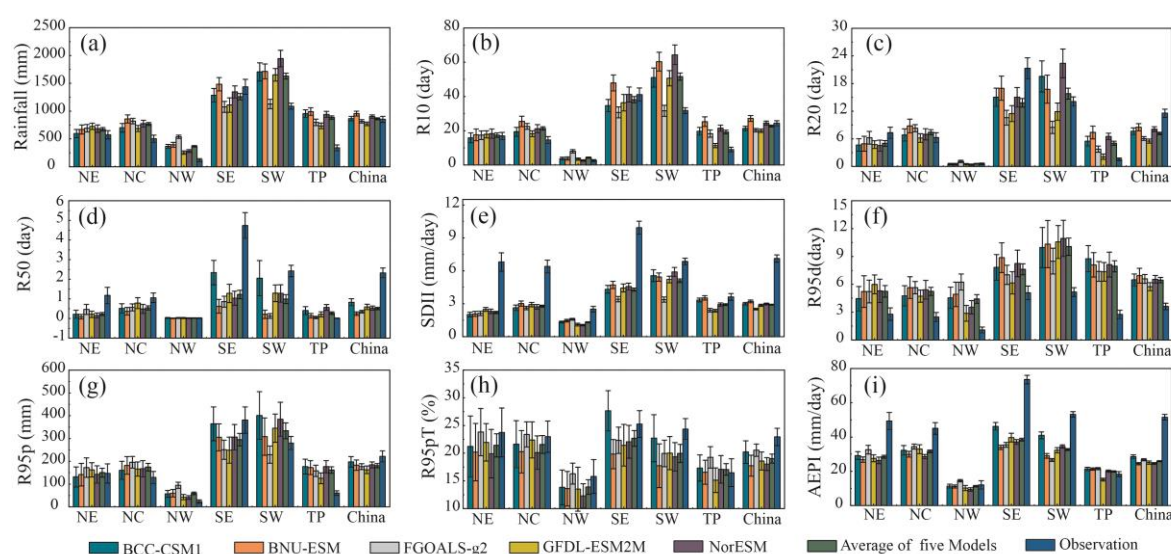 (a)
Rainfall (mm)
2500
2000
1500
1000
500
0
NE NC NW SE SW TP China
(b)
R10 (day)
80
60
40
20
0
NE NC NW SE SW TP China
(c)
R20 (day)
30
24
18
12
6
0
NE NC NW SE SW TP China
(d)
R50 (day)
6
5
4
3
2
1
0
-1
NE NC NW SE SW TP China
(e)
SDII (mm/day)
12
9
6
3
0
NE NC NW SE SW TP China
(f)
R95d(day)
15
12
9
6
3
0
NE NC NW SE SW TP China
(g)
R95pp (mm)
600
500
400
300
200
100
0
NE NC NW SE SW TP China
(h)
R95pT (%)
35
30
25
20
15
10
NE NC NW SE SW TP China
(i)
AEPI (mm/day)
80
60
40
20
0
NE NC NW SE SW TP China
BCC-CSM1 BNU-ESM FGOALS-g2 GFDL-ESM2M NorESM Average of five Models Observation